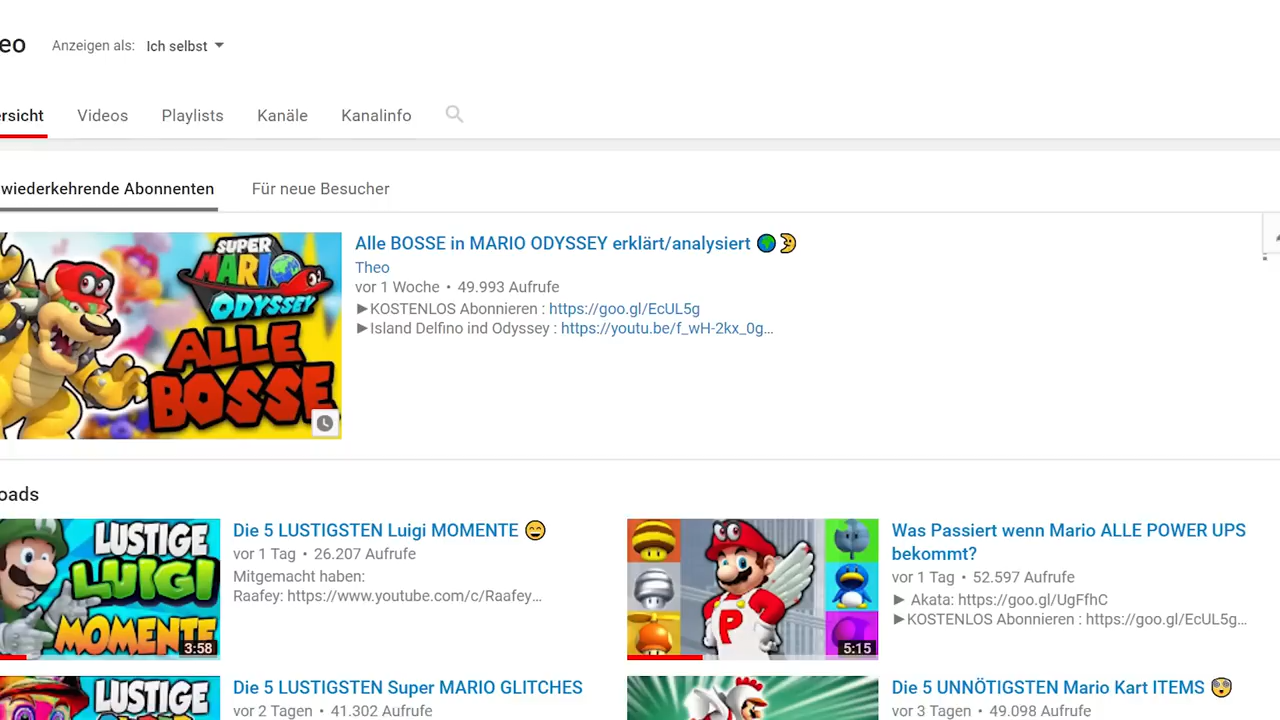 eo Anzeigen als: Ich selbst
ersicht Videos Playlists Kanäle Kanalinfo
wiederkehrende Abonnenten Für neue Besucher
SUPER
MARIO
ODYSSEY
ALLE
BOSSE
Alle BOSSE in MARIO ODYSSEY erklärt/analysiert 🌍🌛
Theo
vor 1 Woche • 49.993 Aufrufe
►KOSTENLOS Abonnieren : https://goo.gl/EcUL5g
►Island Delfino ind Odyssey : https://youtu.be/f_wH-2kx_0g...
oads
LUSTIGE
LUIGI
MOMENTE
3:58
Die 5 LUSTIGSTEN Luigi MOMENTE 😄
vor 1 Tag • 26.207 Aufrufe
Mitgemacht haben:
Raafey: https://www.youtube.com/c/Raafey...
P
5:15
Was Passiert wenn Mario ALLE POWER UPS
bekommt?
vor 1 Tag • 52.597 Aufrufe
► Akata: https://goo.gl/UgFfhC
►KOSTENLOS Abonnieren : https://goo.gl/EcUL5g...
LUSTIGE
Die 5 LUSTIGSTEN Super MARIO GLITCHES
vor 2 Tagen • 41.302 Aufrufe
Die 5 UNNÖTIGSTEN Mario Kart ITEMS 😲
vor 3 Tagen • 49.098 Aufrufe